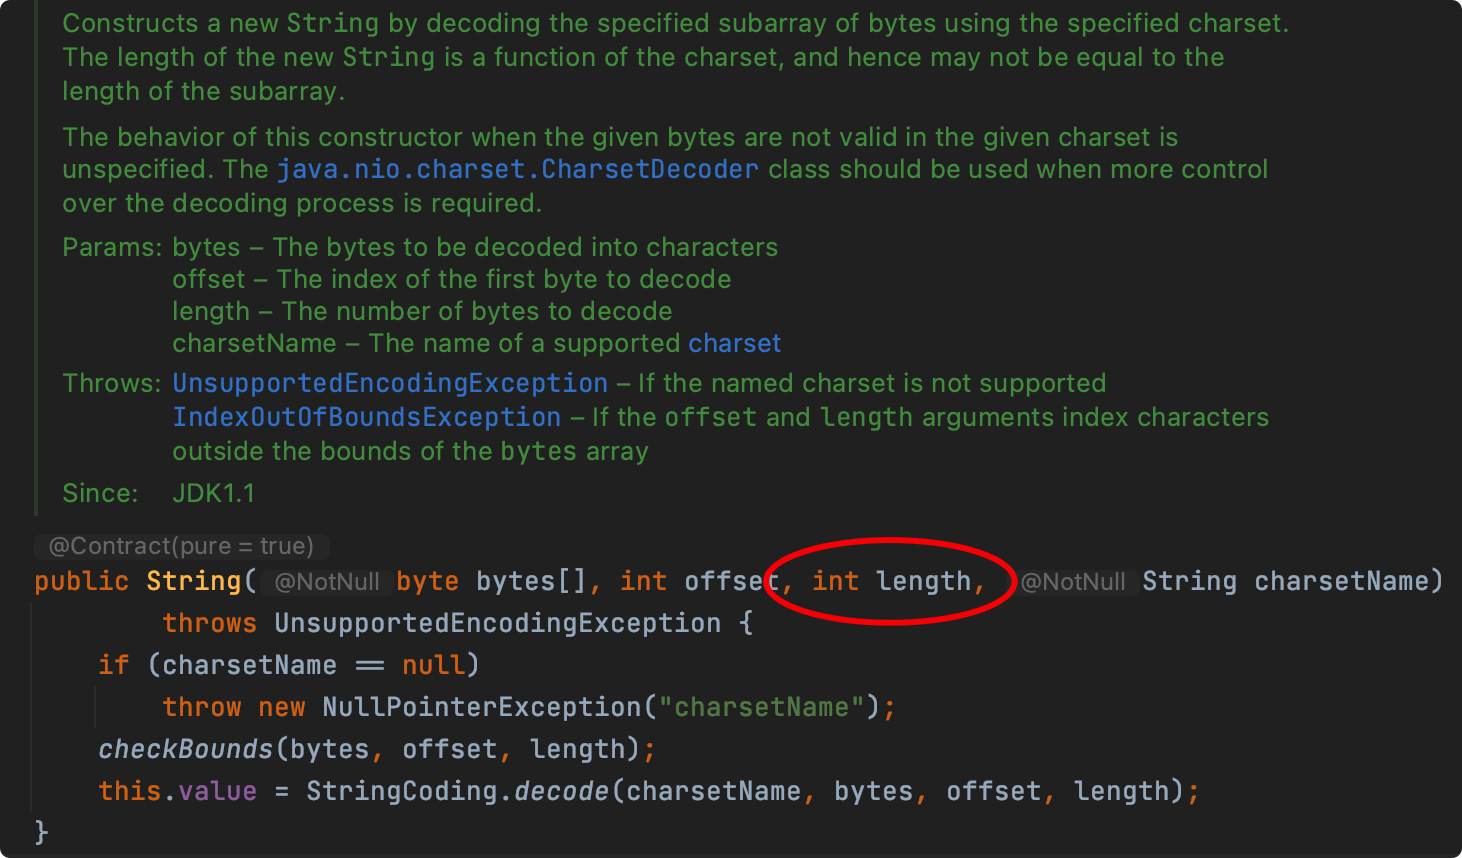 Constructs a new String by decoding the specified subarray of bytes using the specified charset.
The length of the new String is a function of the charset, and hence may not be equal to the
length of the subarray.
The behavior of this constructor when the given bytes are not valid in the given charset is
unspecified. The java.nio.charset.CharsetDecoder class should be used when more control
over the decoding process is required.
Params: bytes – The bytes to be decoded into characters
offset – The index of the first byte to decode
length – The number of bytes to decode
charsetName – The name of a supported charset
Throws: UnsupportedEncodingException – If the named charset is not supported
IndexOutOfBoundsException – If the offset and length arguments index characters
outside the bounds of the bytes array
Since: JDK1.1
@Contract(pure = true)
public String( @NotNull byte bytes[], int offset, int length, @NotNull String charsetName)
throws UnsupportedEncodingException {
if (charsetName == null)
throw new NullPointerException("charsetName");
checkBounds(bytes, offset, length);
this.value = StringCoding.decode(charsetName, bytes, offset, length);
}